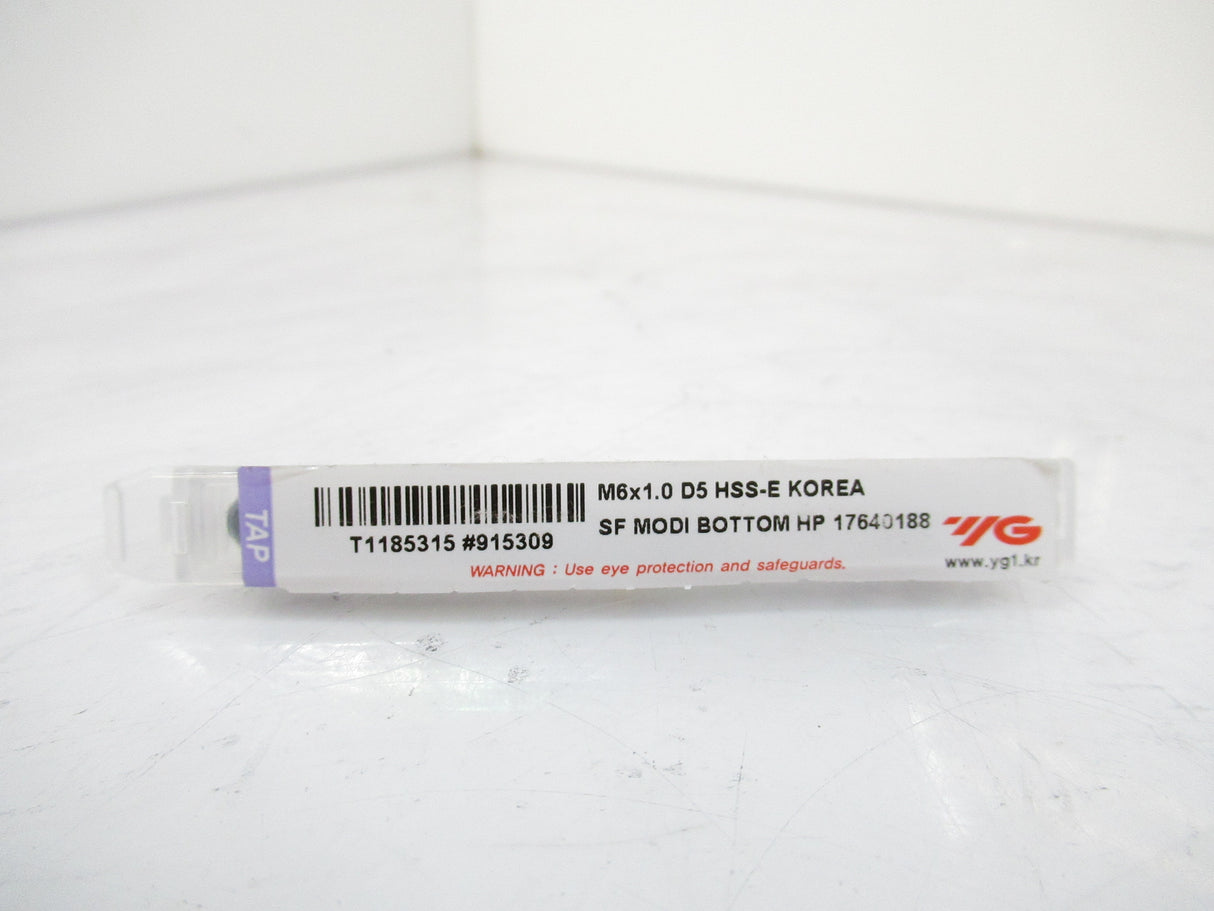 TAP
M6x1.0 D5 HSS-E KOREA
SF MODI BOTTOM HP 17640188
T1185315 #915309
WARNING : Use eye protection and safeguards.
YG
www.yg1.kr